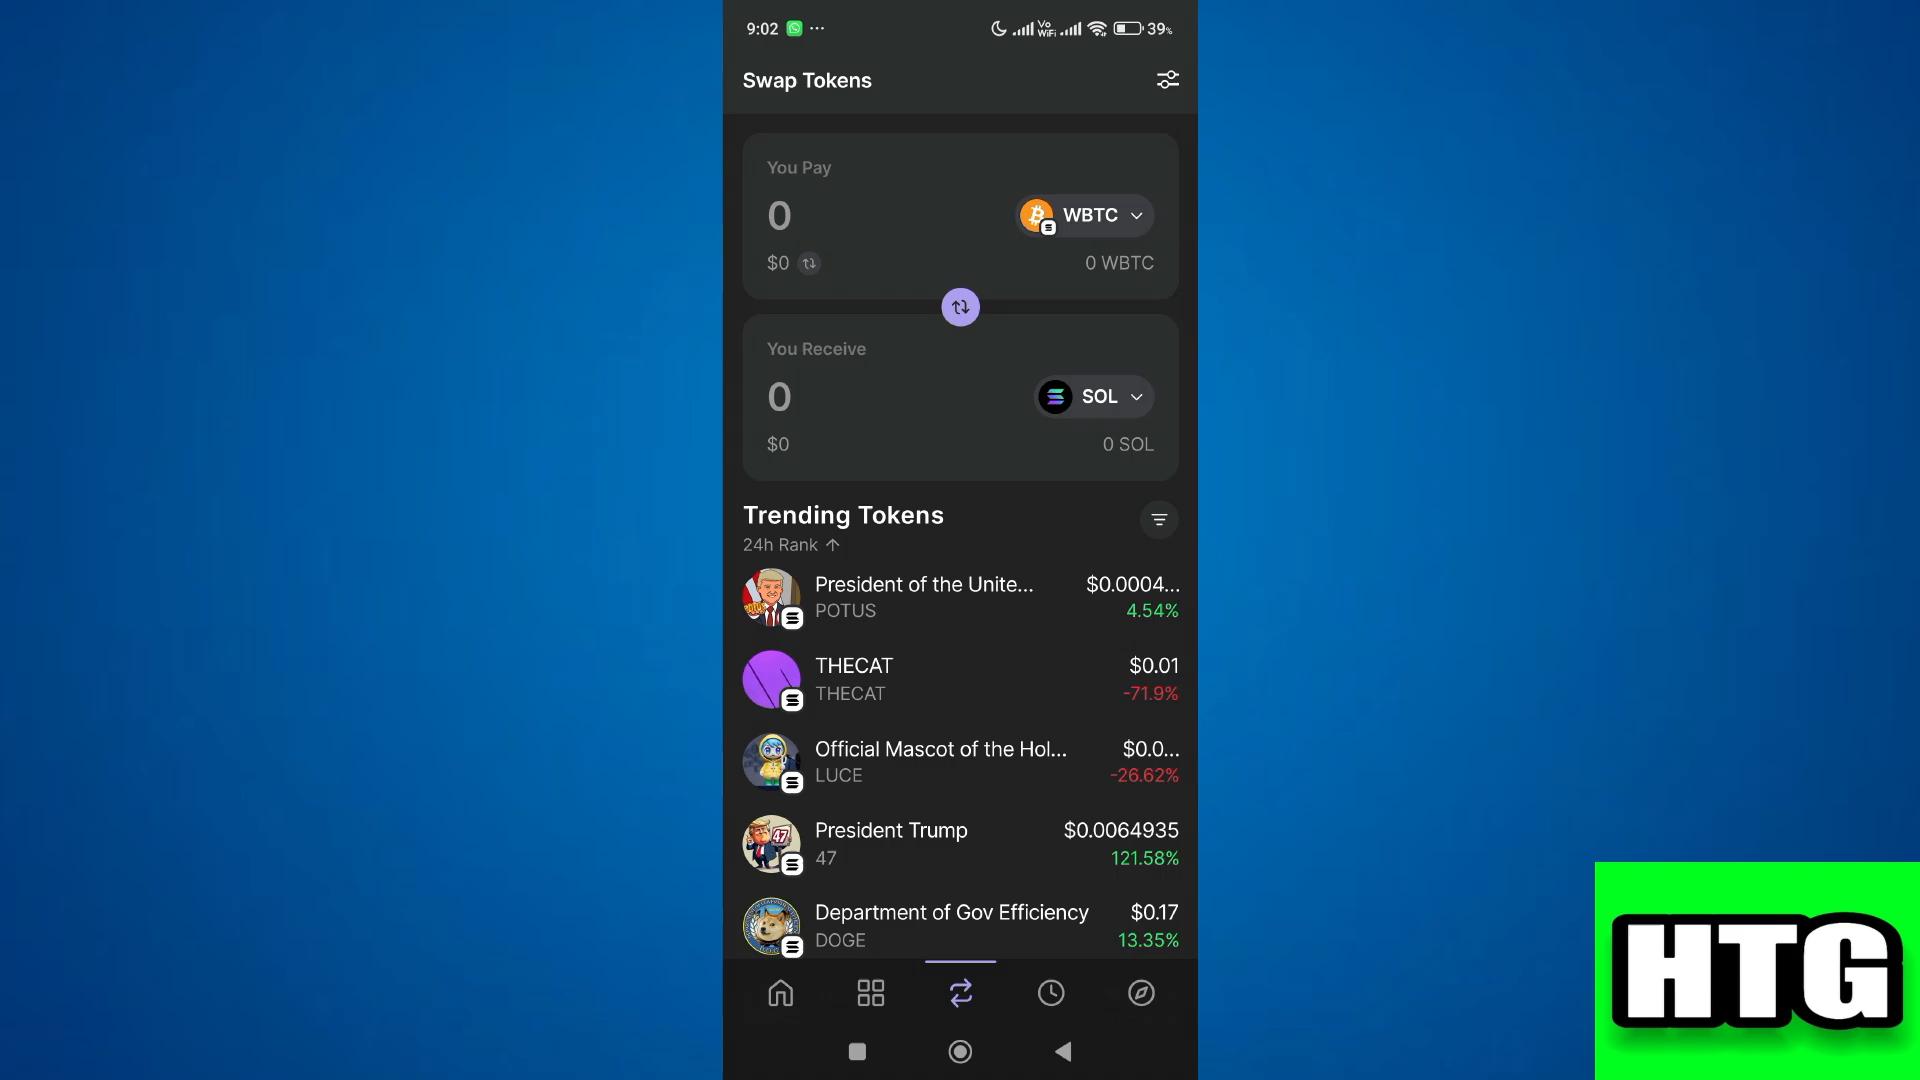 9:02 ... Vo WiFi 39%
Swap Tokens
You Pay
0 WBTC
$0 0 WBTC
You Receive
0 SOL
$0 0 SOL
Trending Tokens
24h Rank ↑
President of the Unite... $0.0004...
POTUS 4.54%
THECAT $0.01
THECAT -71.9%
Official Mascot of the Hol... $0.0...
LUCE -26.62%
47
President Trump $0.0064935
47 121.58%
Department of Gov Efficiency $0.17
DOGE 13.35%
HTG